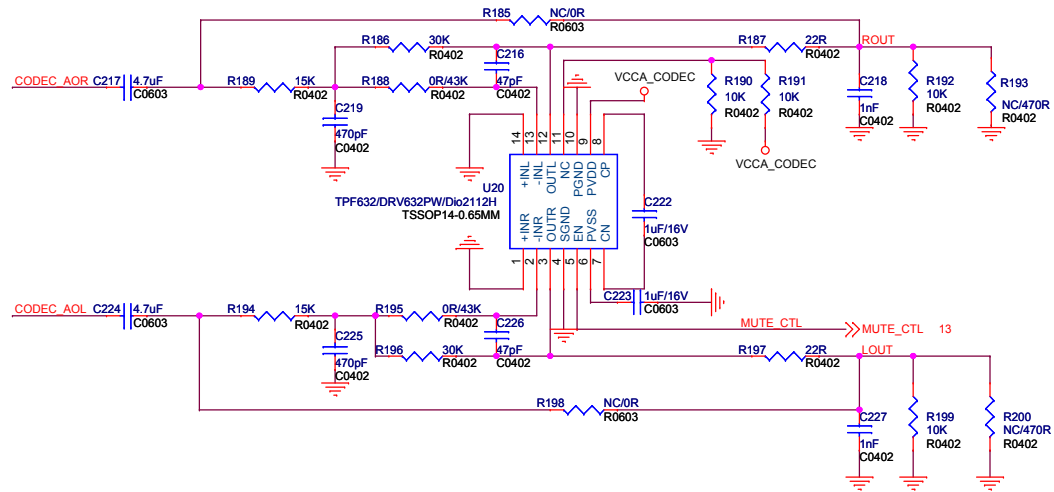 R185 NC/0R
R0603
R186 30K
R0402
C216
47pF
C0402
R187 22R
R0402
ROUT
CODEC_AOR C217 4.7uF
C0603
R189 15K
R0402
R188 0R/43K
R0402
VCCA_CODEC
R190
10K
R0402
R191
10K
R0402
C218
1nF
C0402
R192
10K
R0402
R193
NC/470R
R0402
C219
470pF
C0402
VCCA_CODEC
14 13 12 11 10 9 8
+INL -INL OUTL NC PGND PVDD CP
U20
TPF632/DRV632PW/Dio2112H
TSSOP14-0.65MM
+INR -INR OUTR SGND EN PVSS CN
1 2 3 4 5 6 7
C222
1uF/16V
C0603
C223 1uF/16V
C0603
CODEC_AOL C224 4.7uF
C0603
R194 15K
R0402
R195 0R/43K
R0402
C225
470pF
C0402
R196 30K
R0402
C226
47pF
C0402
MUTE_CTL
MUTE_CTL 13
R197 22R
R0402
LOUT
R198 NC/0R
R0603
C227
1nF
C0402
R199
10K
R0402
R200
NC/470R
R0402